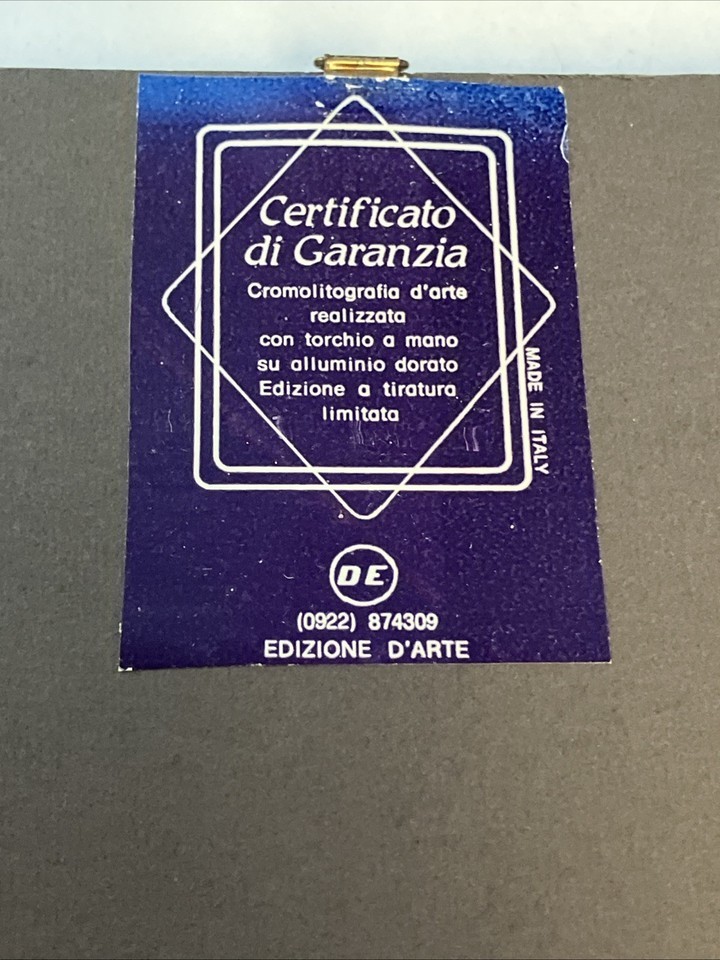 Certificato
di Garanzia
Cromolitografia d'arte
realizzata
con torchio a mano
su alluminio dorato
Edizione a tiratura
limitata
MADE IN ITALY
DE
(0922) 874309
EDIZIONE D'ARTE